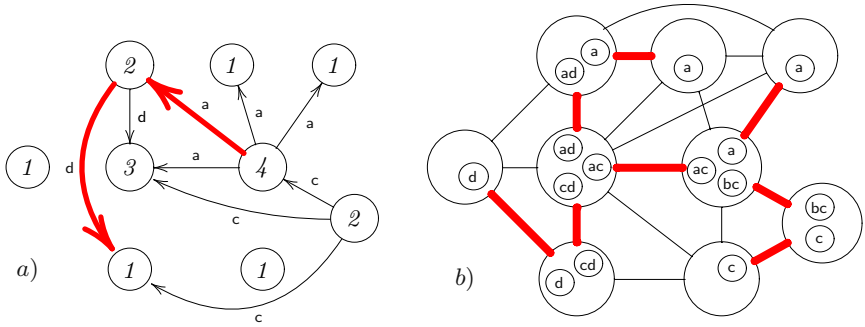 2 1 1
a a
ad a
d a a
3 a 4
1 d
c
c 2
a) 1 1
c
ad a
d ac ac
cd bc
bc
c
cd c
d
b)